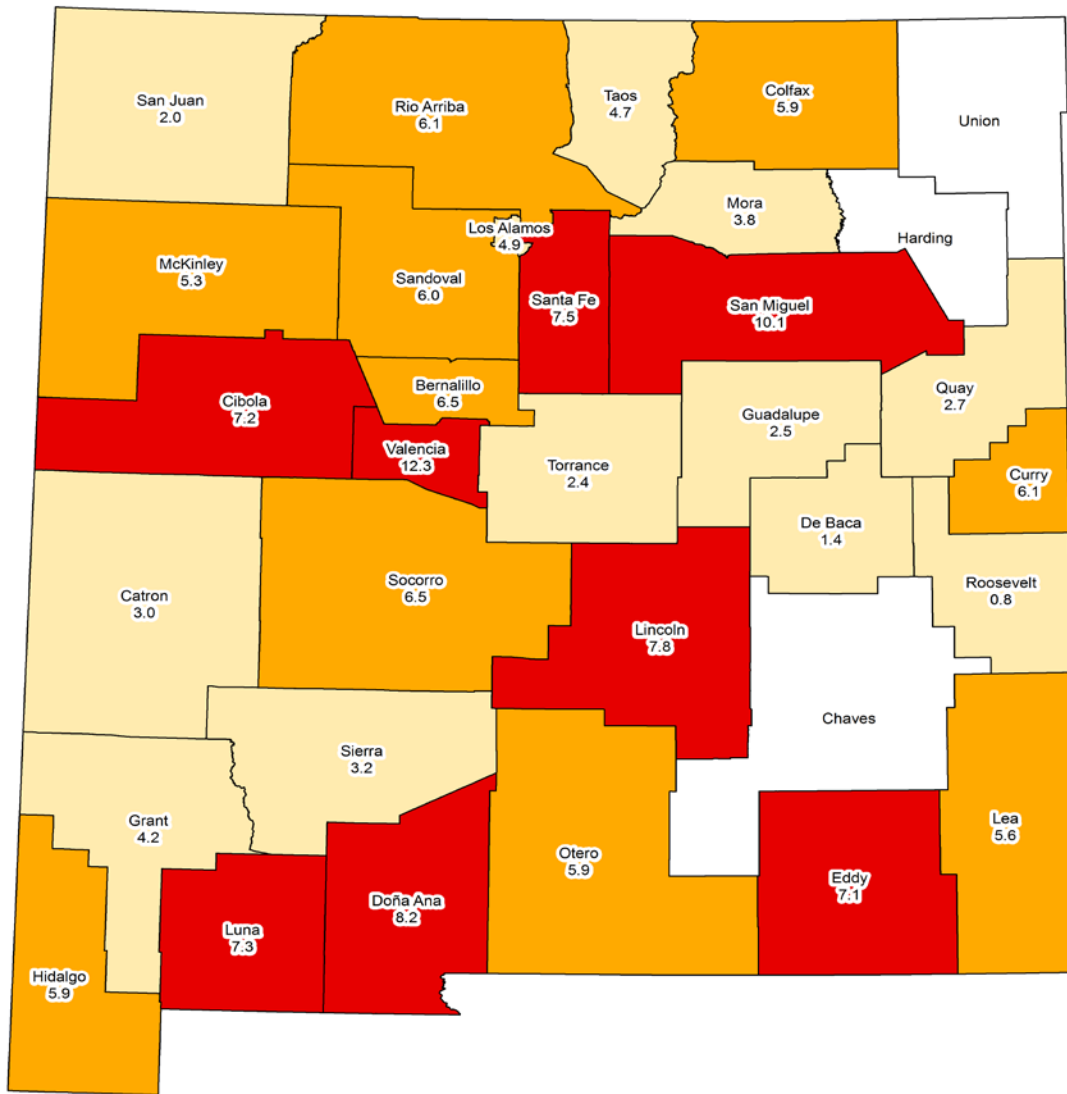 San Juan
2.0
Rio Arriba
6.1
Taos
4.7
Colfax
5.9
Union
Mora
3.8
Los Alamos
4.9
Harding
McKinley
5.3
Sandoval
6.0
Santa Fe
7.5
San Miguel
10.1
Bernalillo
6.5
Cibola
7.2
Quay
2.7
Guadalupe
2.5
Valencia
12.3
Torrance
2.4
Curry
6.1
De Baca
1.4
Socorro
6.5
Roosevelt
0.8
Catron
3.0
Lincoln
7.8
Chaves
Sierra
3.2
Grant
4.2
Otero
5.9
Lea
5.6
Eddy
7.1
Doña Ana
8.2
Luna
7.3
Hidalgo
5.9